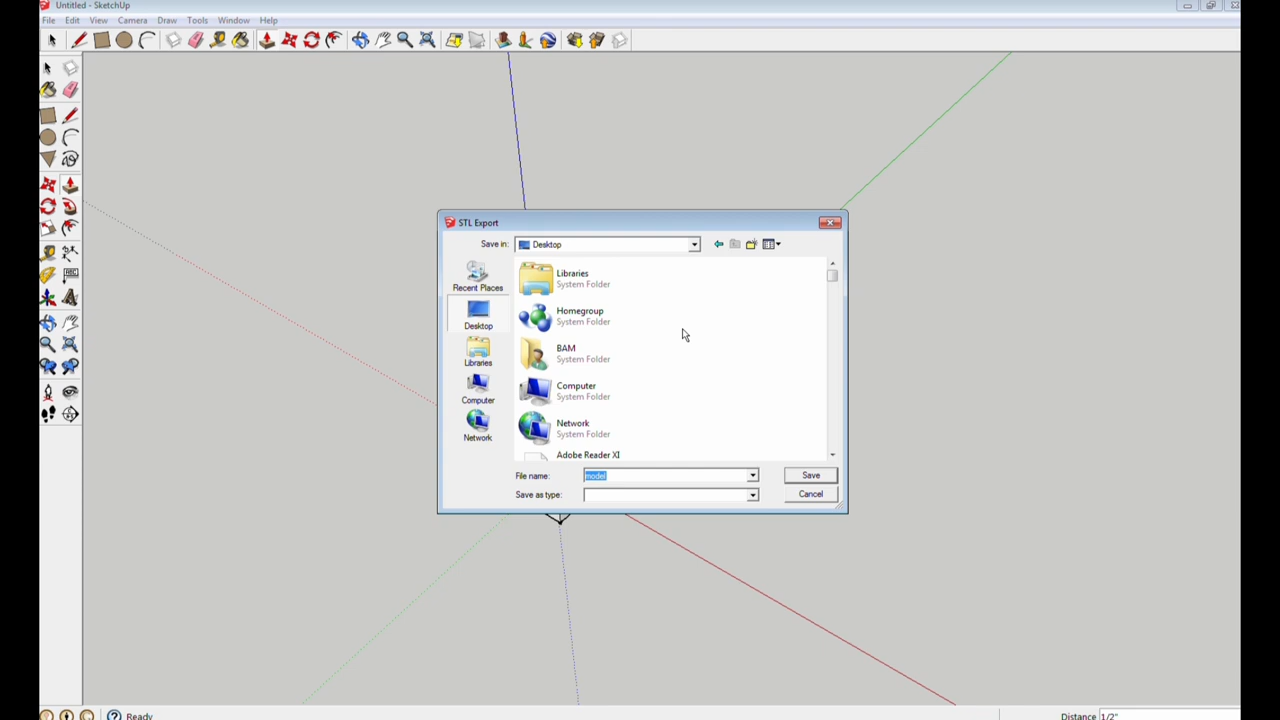 Untitled - SketchUp
File Edit View Camera Draw Tools Window Help
STL Export
Save in: Desktop
Recent Places
Desktop
Libraries
Computer
Network
Libraries
System Folder
Homegroup
System Folder
BAM
System Folder
Computer
System Folder
Network
System Folder
Adobe Reader XI
File name: model Save
Save as type: Cancel
Ready Distance 1/2"